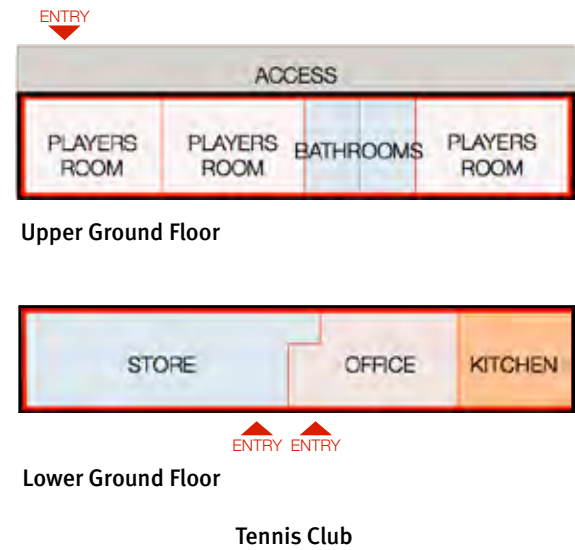 ENTRY
ACCESS
PLAYERS ROOM
PLAYERS ROOM
BATHROOMS
PLAYERS ROOM
Upper Ground Floor
STORE
OFFICE
KITCHEN
ENTRY ENTRY
Lower Ground Floor
Tennis Club